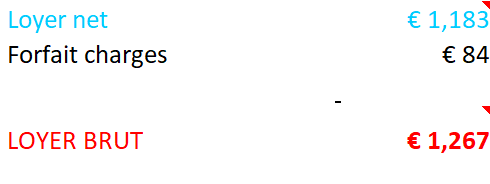 Loyer net € 1,183
Forfait charges € 84
-
LOYER BRUT € 1,267